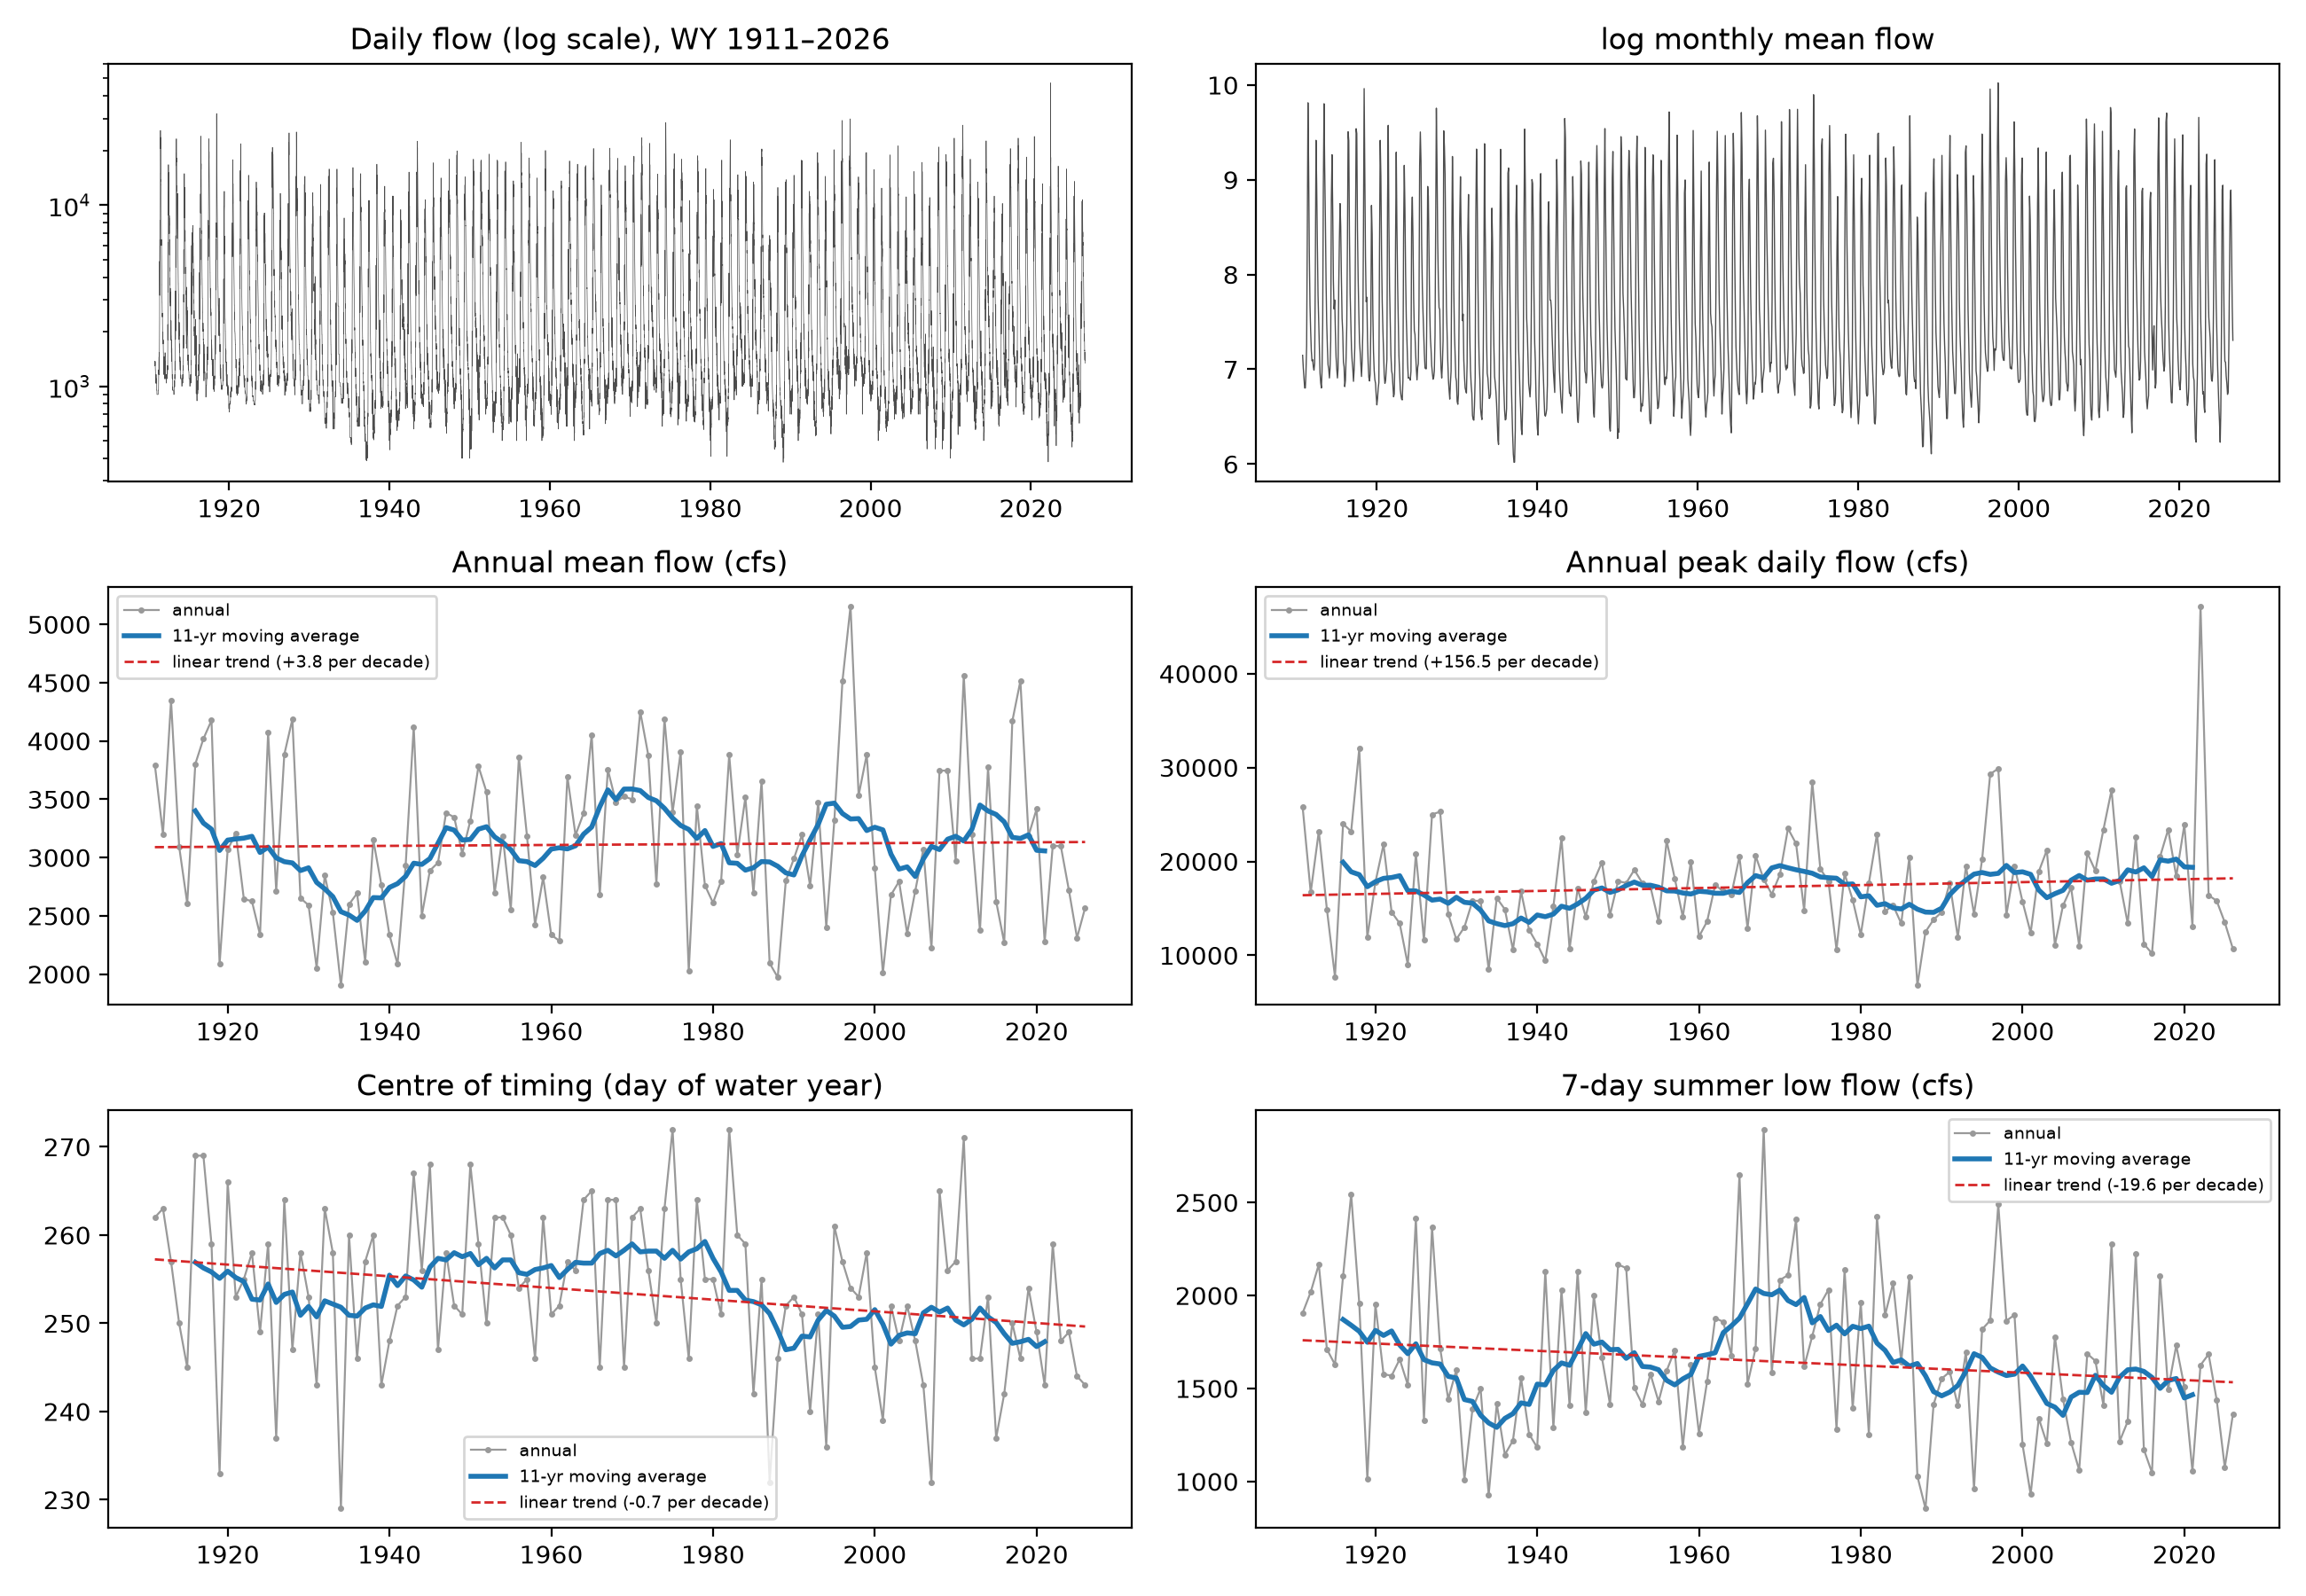 Daily flow (log scale), WY 1911–2026
10⁴
10³
1920 1940 1960 1980 2000 2020
log monthly mean flow
10
9
8
7
6
1920 1940 1960 1980 2000 2020
Annual mean flow (cfs)
annual
11-yr moving average
linear trend (+3.8 per decade)
5000
4500
4000
3500
3000
2500
2000
1920 1940 1960 1980 2000 2020
Annual peak daily flow (cfs)
annual
11-yr moving average
linear trend (+156.5 per decade)
40000
30000
20000
10000
1920 1940 1960 1980 2000 2020
Centre of timing (day of water year)
270
260
250
240
230
annual
11-yr moving average
linear trend (-0.7 per decade)
1920 1940 1960 1980 2000 2020
7-day summer low flow (cfs)
annual
11-yr moving average
linear trend (-19.6 per decade)
2500
2000
1500
1000
1920 1940 1960 1980 2000 2020